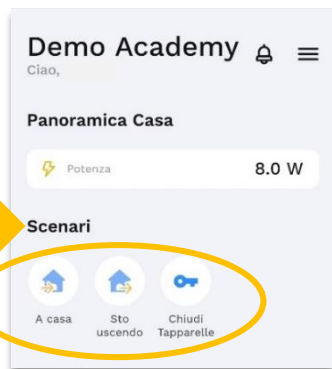 Demo Academy
Ciao,
Panoramica Casa
Potenza 8.0 W
Scenari
A casa
Sto
uscendo
Chiudi
Tapparelle